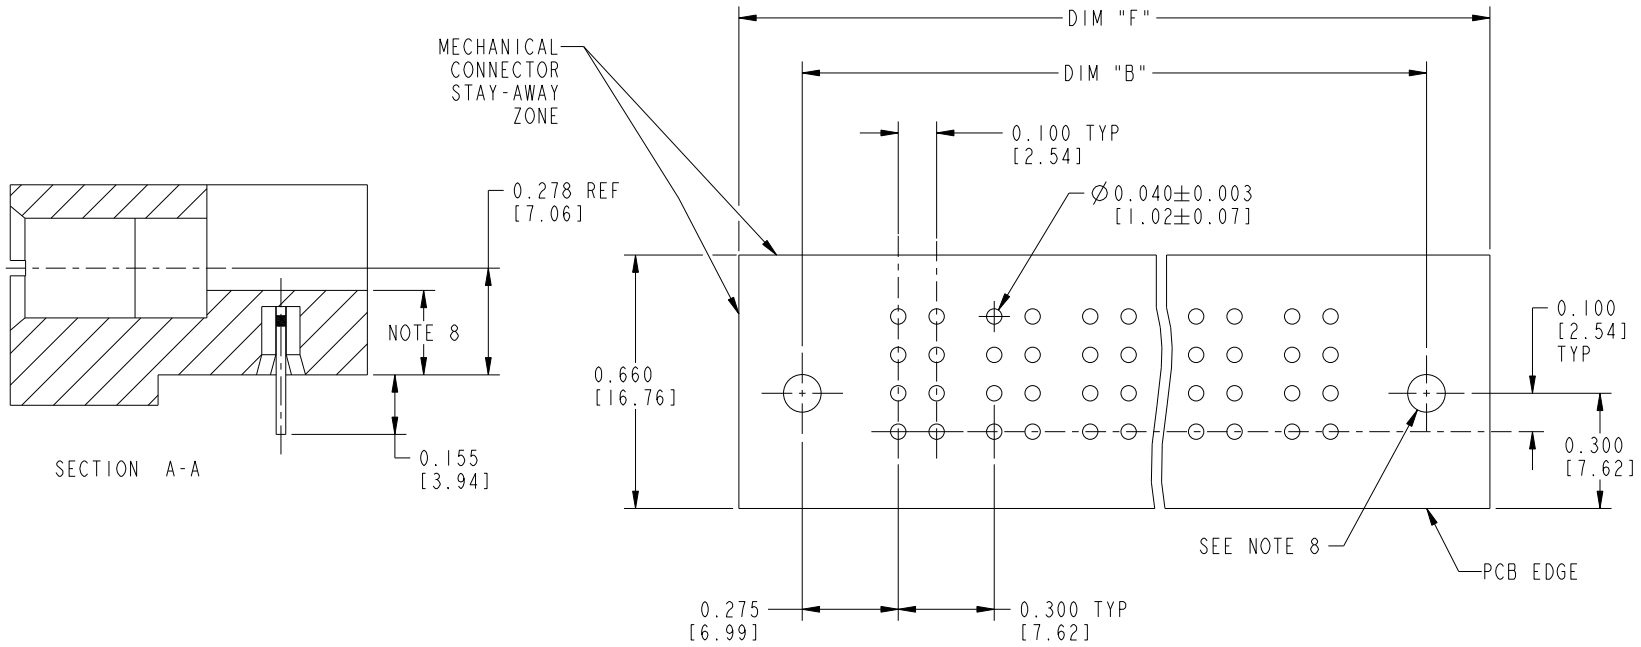 DIM "F"
MECHANICAL
CONNECTOR
STAY-AWAY
ZONE
DIM "B"
0.100 TYP
[2.54]
0.278 REF
[7.06]
Ø0.040±0.003
[1.02±0.07]
NOTE 8
0.100
[2.54]
TYP
0.660
[16.76]
0.155
[3.94]
SECTION A-A
0.300
[7.62]
SEE NOTE 8
PCB EDGE
0.275
[6.99]
0.300 TYP
[7.62]